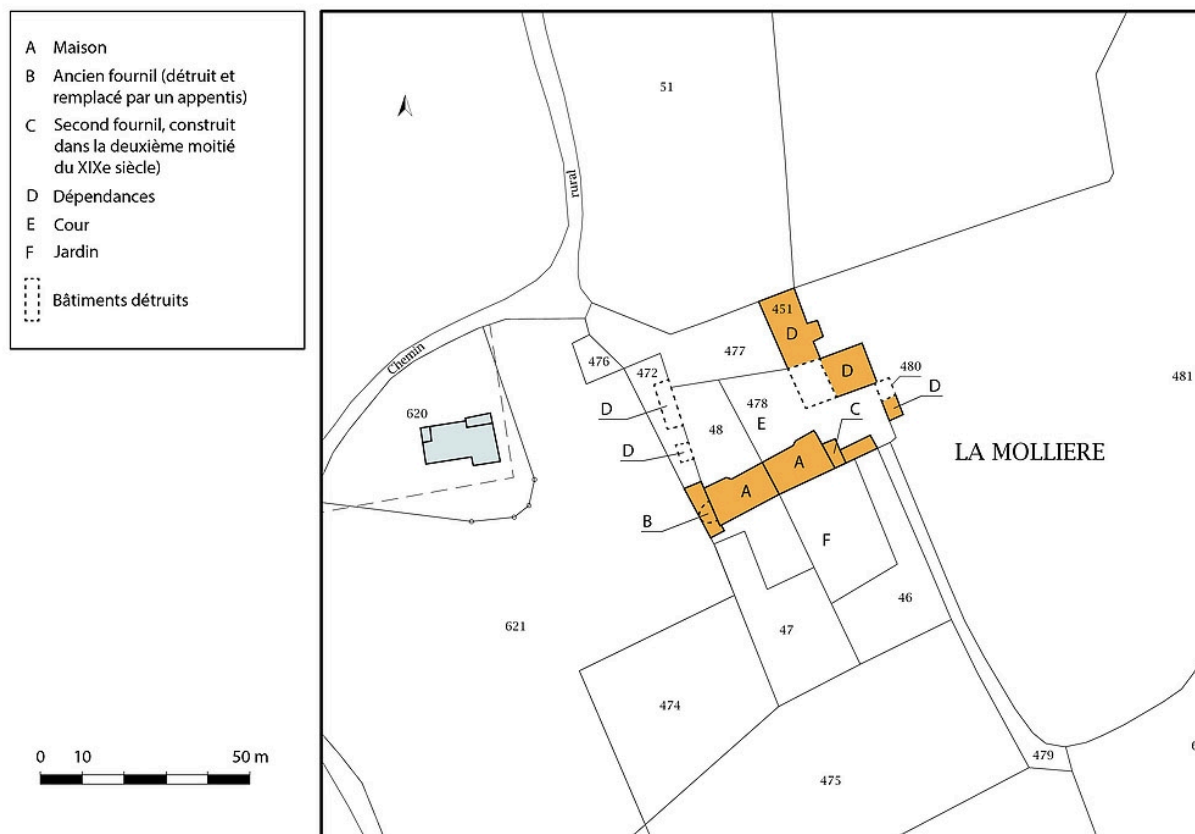 A Maison
B Ancien fournil (détruit et
remplacé par un appentis)
C Second fournil, construit
dans la deuxième moitié
du XIXe siècle)
D Dépendances
E Cour
F Jardin
Bâtiments détruits
0 10 50 m
51
rural
Chemin
451
D
476
472
477
D
480
D
481
620
D
48
478
E
C
D
A
A
LA MOLLIERE
B
F
46
621
47
474
479
475